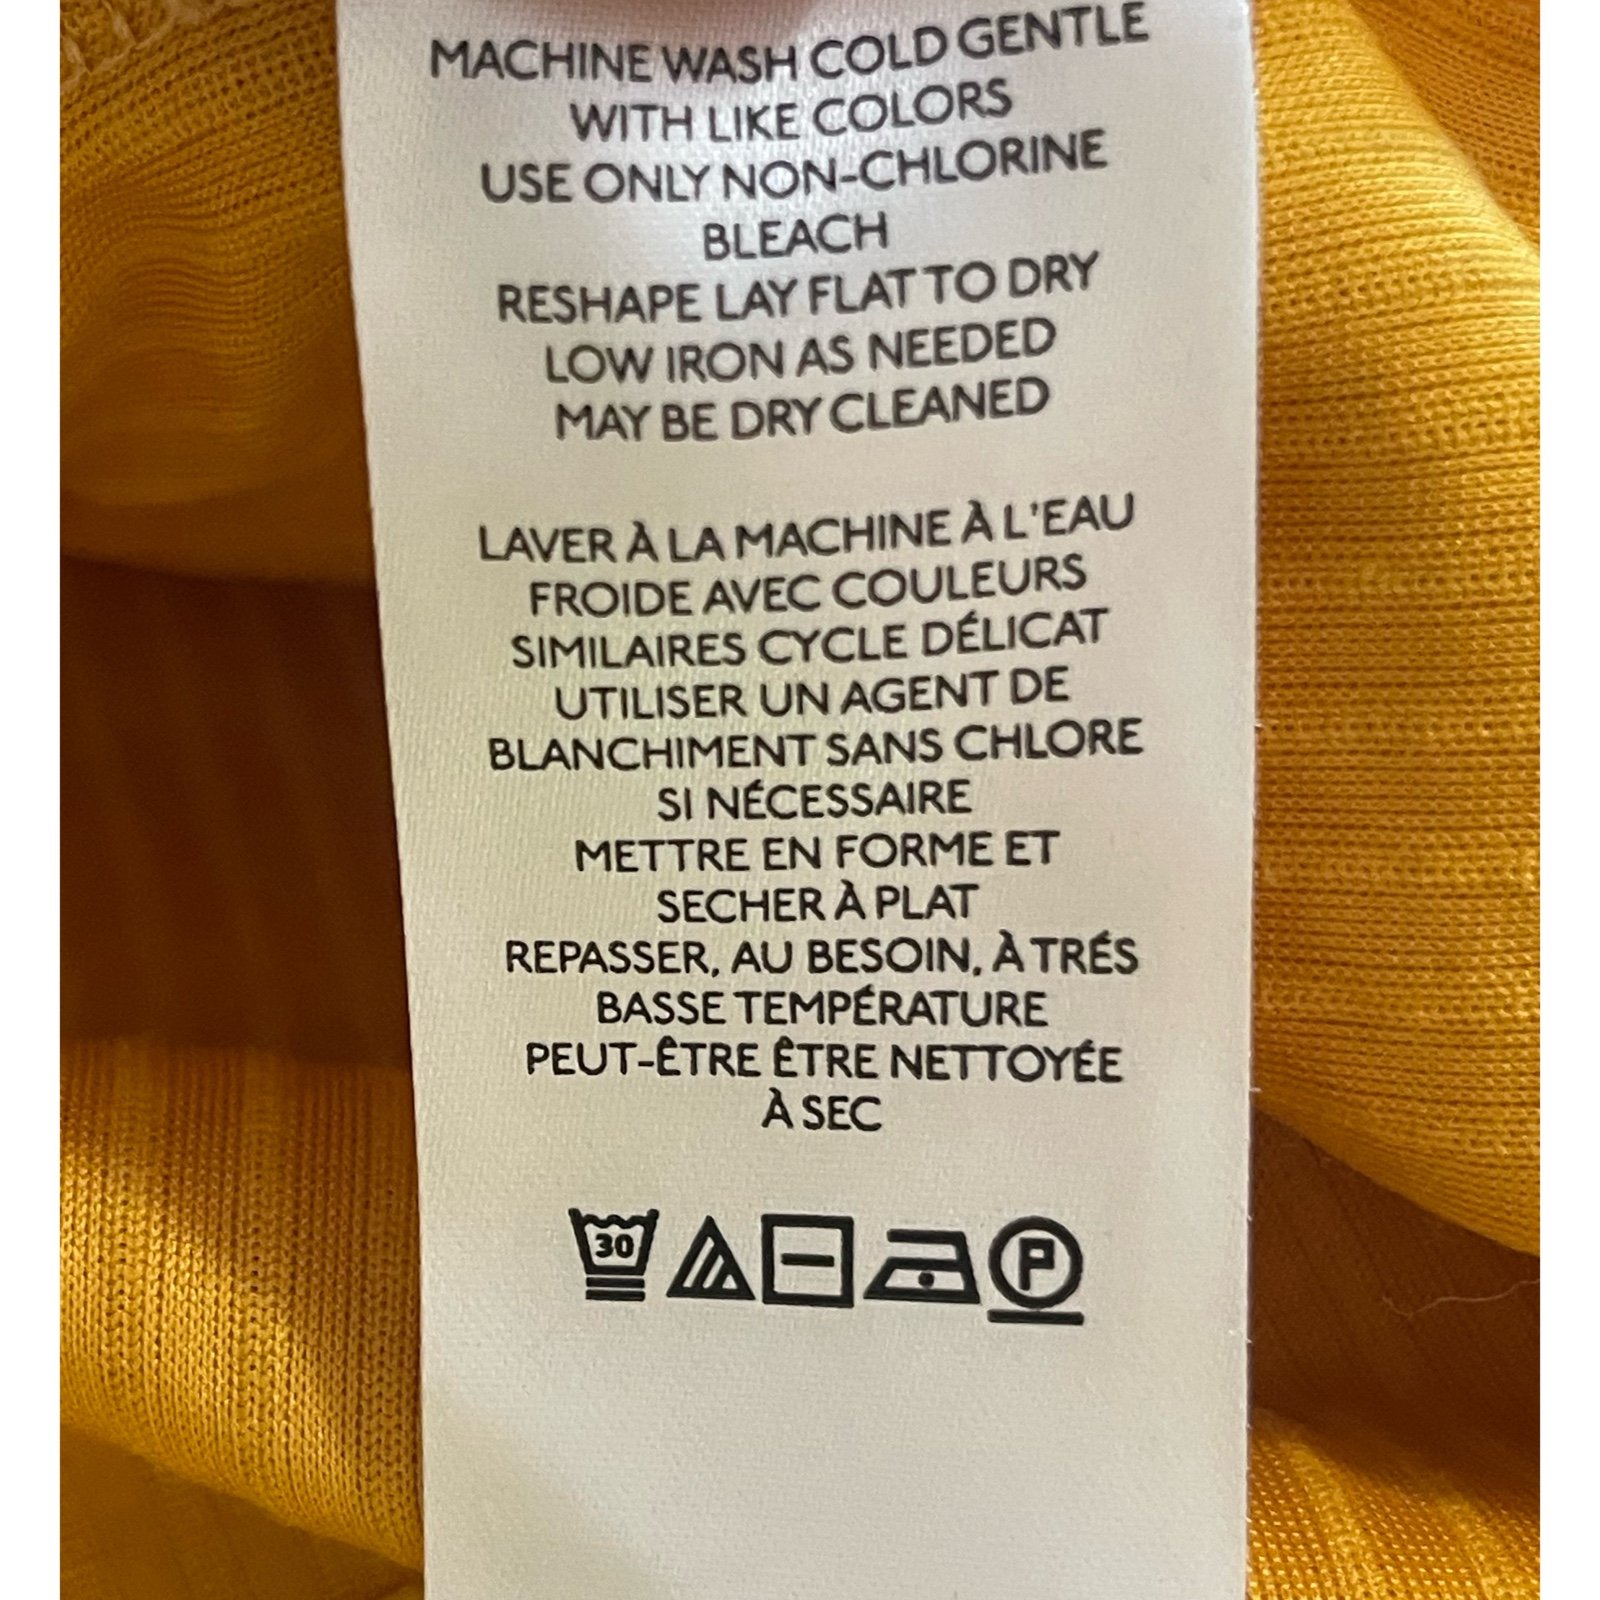 MACHINE WASH COLD GENTLE
WITH LIKE COLORS
USE ONLY NON-CHLORINE
BLEACH
RESHAPE LAY FLAT TO DRY
LOW IRON AS NEEDED
MAY BE DRY CLEANED
LAVER À LA MACHINE À L'EAU
FROIDE AVEC COULEURS
SIMILAIRES CYCLE DÉLICAT
UTILISER UN AGENT DE
BLANCHIMENT SANS CHLORE
SI NÉCESSAIRE
METTRE EN FORME ET
SECHER À PLAT
REPASSER, AU BESOIN, À TRÉS
BASSE TEMPÉRATURE
PEUT-ÊTRE ÊTRE NETTOYÉE
À SEC
30 P